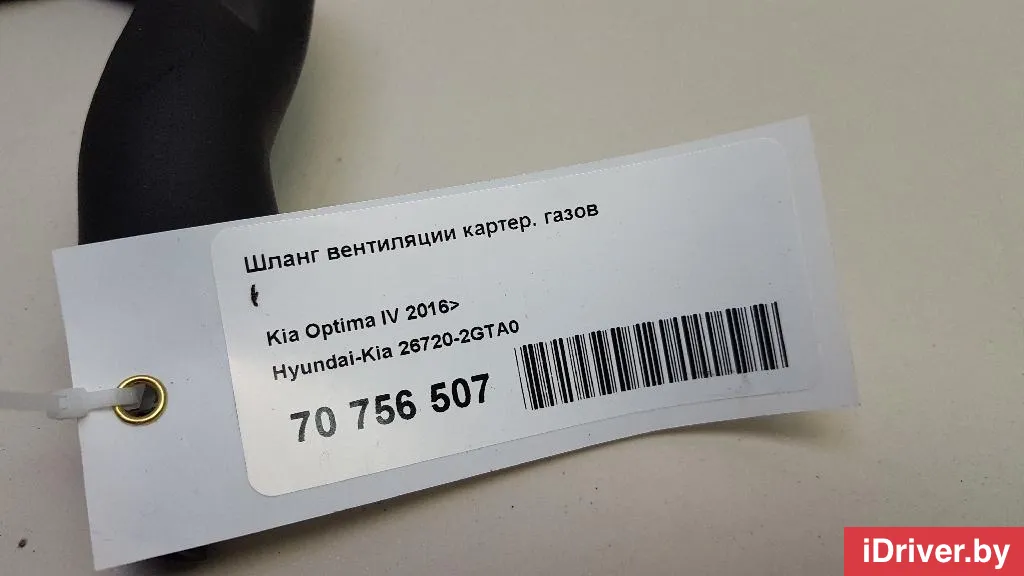 Шланг вентиляции картер. газов
Kia Optima IV 2016>
Hyundai-Kia 26720-2GTA0
70 756 507
iDriver.by